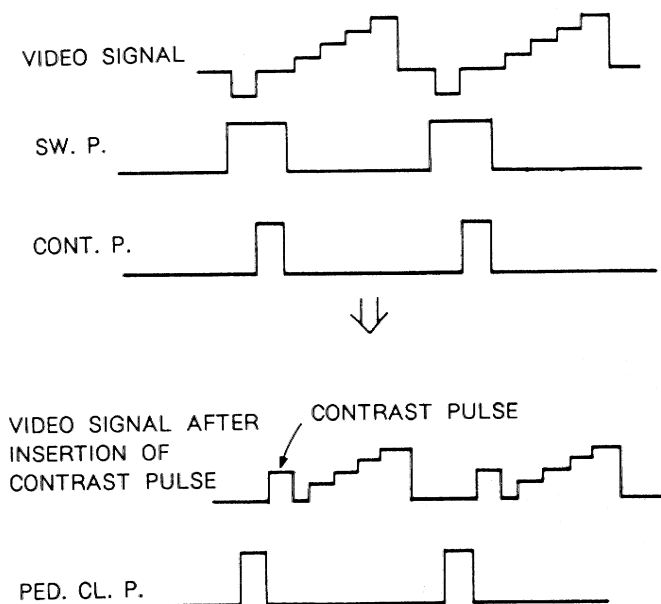 VIDEO SIGNAL
SW. P.
CONT. P.
VIDEO SIGNAL AFTER
INSERTION OF
CONTRAST PULSE
CONTRAST PULSE
PED. CL. P.